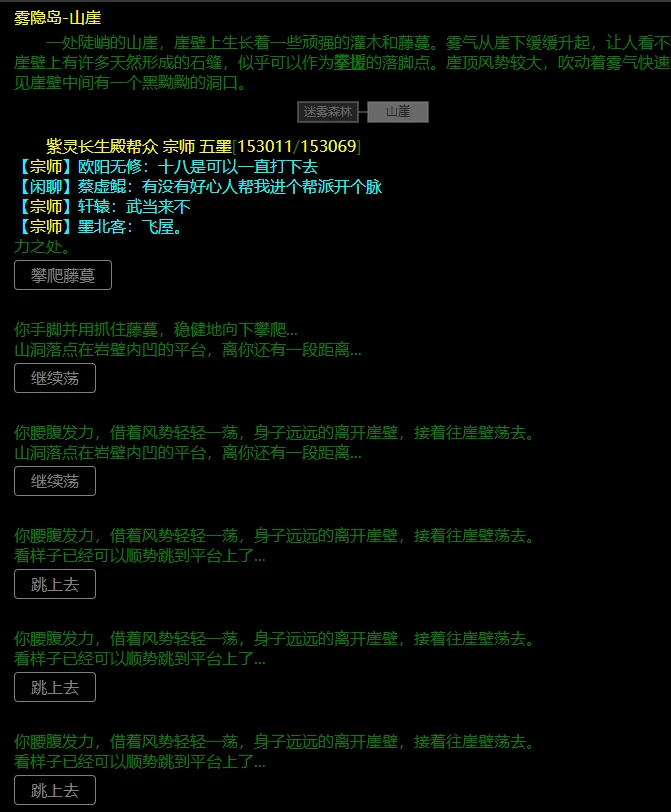 雾隐岛-山崖
一处陡峭的山崖，崖壁上生长着一些顽强的灌木和藤蔓。雾气从崖下缓缓升起，让人看不
崖壁上有许多天然形成的石缝，似乎可以作为攀援的落脚点。崖顶风势较大，吹动着雾气快速
见崖壁中间有一个黑黝黝的洞口。
迷雾森林 山崖
紫灵长生殿帮众 宗师 五墨[153011/153069]
【宗师】欧阳无修：十八是可以一直打下去
【闲聊】蔡虚鲲：有没有好心人帮我进个帮派开个脉
【宗师】轩辕：武当来不
【宗师】墨北客：飞屋。
力之处。
攀爬藤蔓
你手脚并用抓住藤蔓，稳健地向下攀爬...
山洞落点在岩壁内凹的平台，离你还有一段距离...
继续荡
你腰腹发力，借着风势轻轻一荡，身子远远的离开崖壁，接着往崖壁荡去。
山洞落点在岩壁内凹的平台，离你还有一段距离...
继续荡
你腰腹发力，借着风势轻轻一荡，身子远远的离开崖壁，接着往崖壁荡去。
看样子已经可以顺势跳到平台上了...
跳上去
你腰腹发力，借着风势轻轻一荡，身子远远的离开崖壁，接着往崖壁荡去。
看样子已经可以顺势跳到平台上了...
跳上去
你腰腹发力，借着风势轻轻一荡，身子远远的离开崖壁，接着往崖壁荡去。
看样子已经可以顺势跳到平台上了...
跳上去